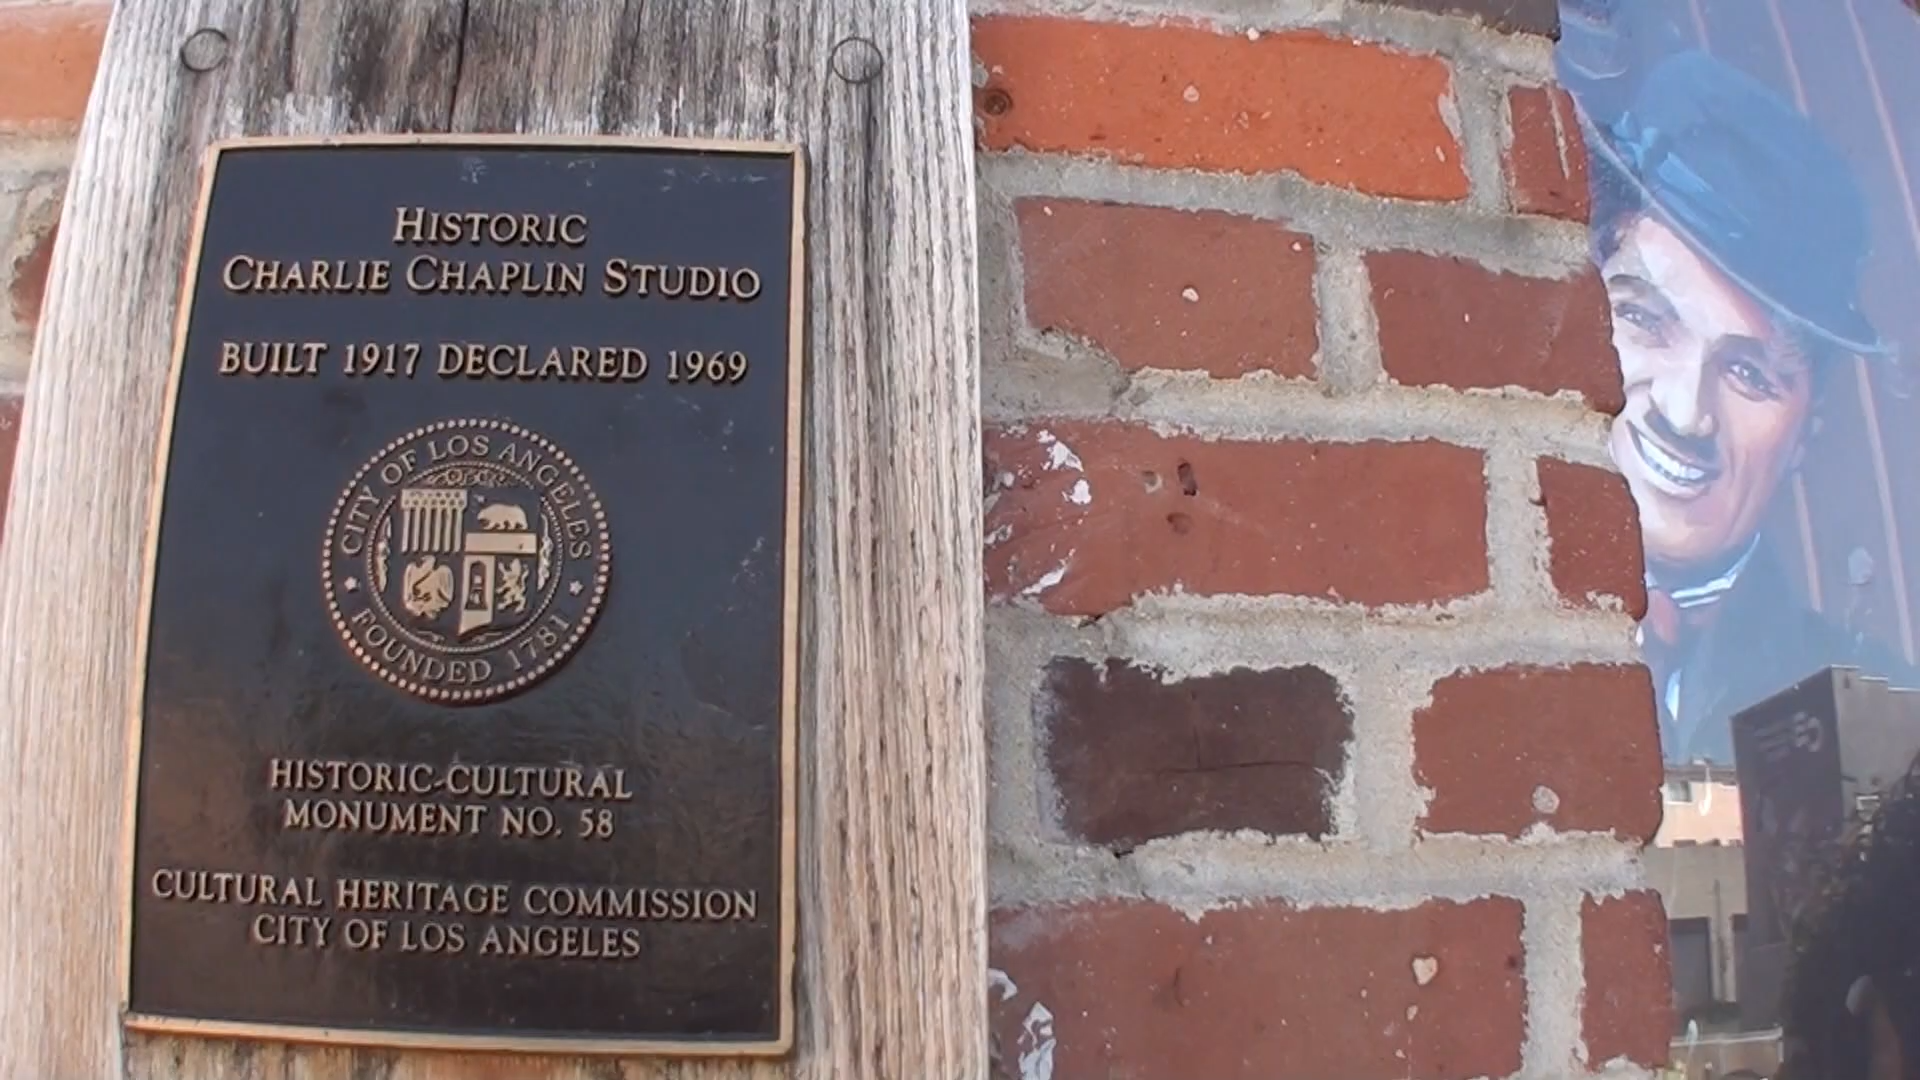 HISTORIC
CHARLIE CHAPLIN STUDIO
BUILT 1917 DECLARED 1969
CITY OF LOS ANGELES
FOUNDED 1781
HISTORIC-CULTURAL
MONUMENT NO. 58
CULTURAL HERITAGE COMMISSION
CITY OF LOS ANGELES